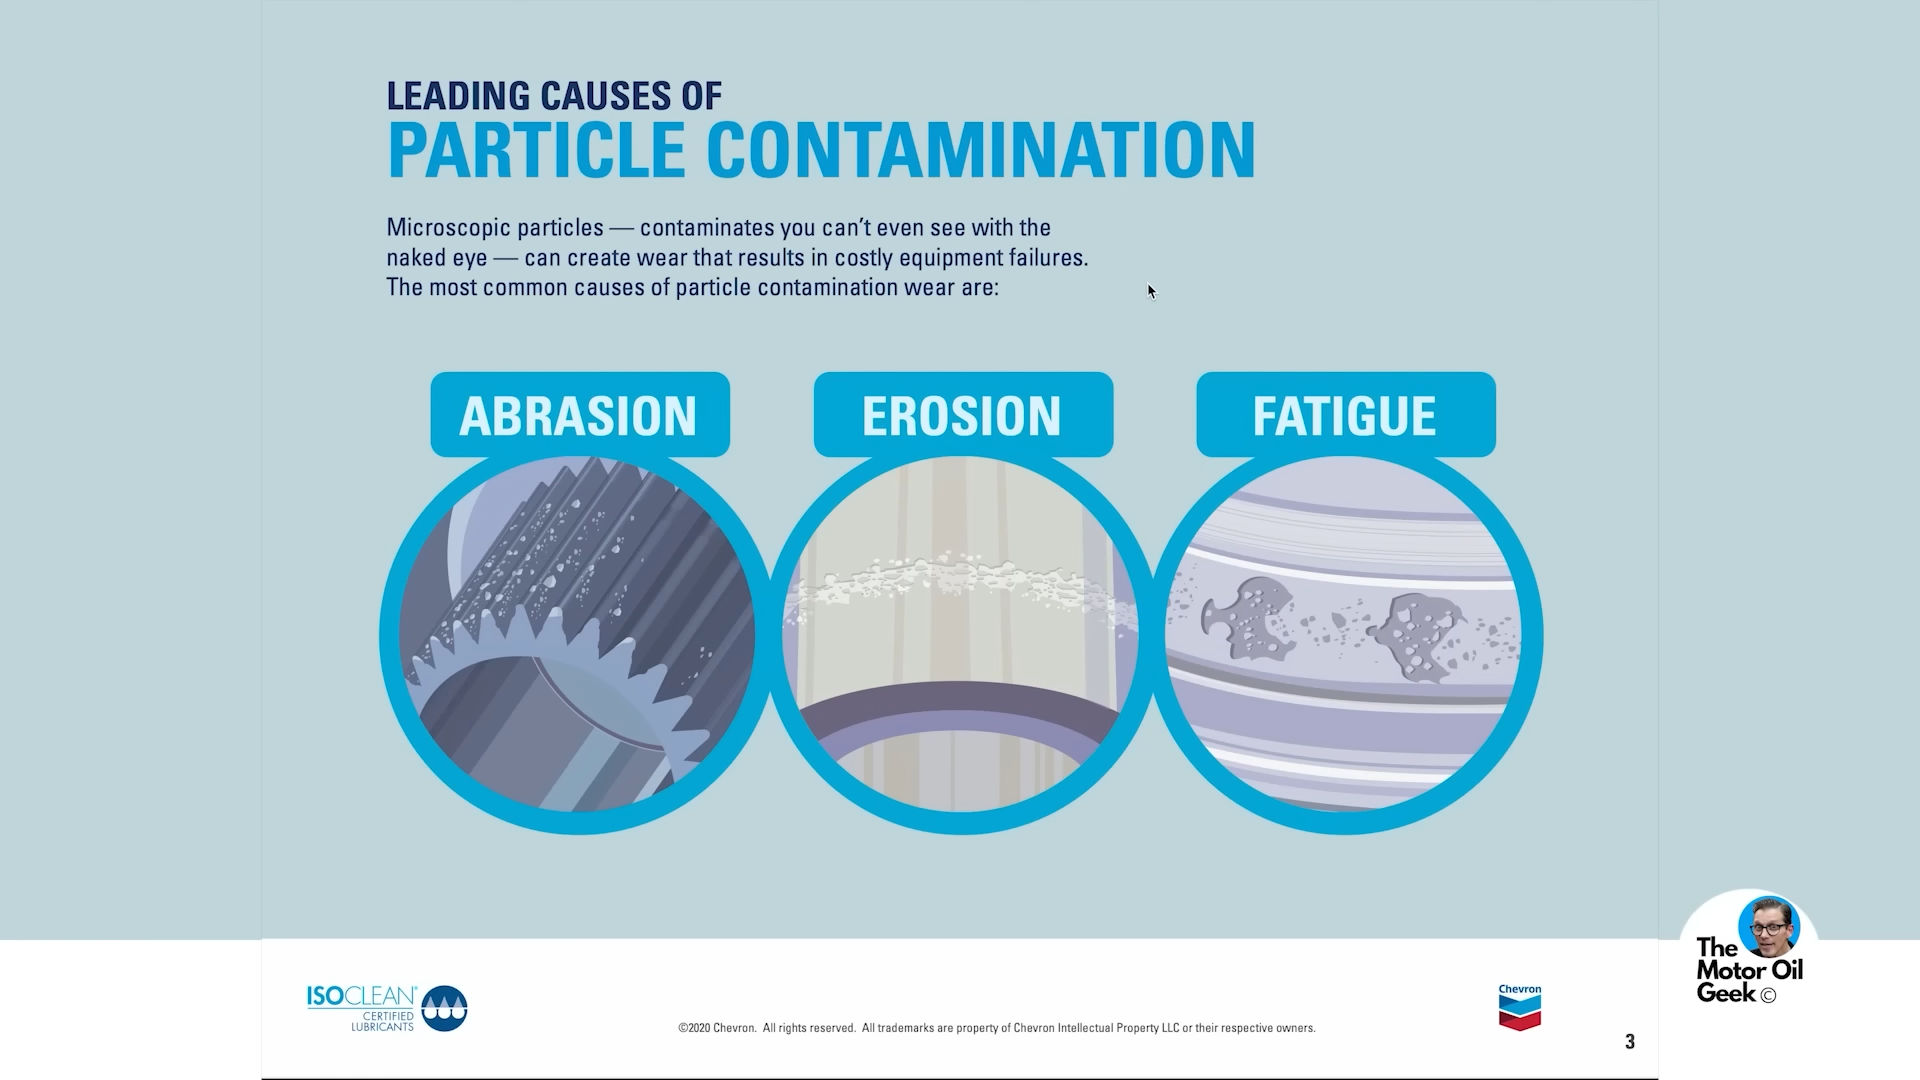 LEADING CAUSES OF
PARTICLE CONTAMINATION
Microscopic particles — contaminates you can't even see with the
naked eye — can create wear that results in costly equipment failures.
The most common causes of particle contamination wear are:
ABRASION
EROSION
FATIGUE
ISOCLEAN®
CERTIFIED
LUBRICANTS
©2020 Chevron. All rights reserved. All trademarks are property of Chevron Intellectual Property LLC or their respective owners.
Chevron
3
The
Motor Oil
Geek ©